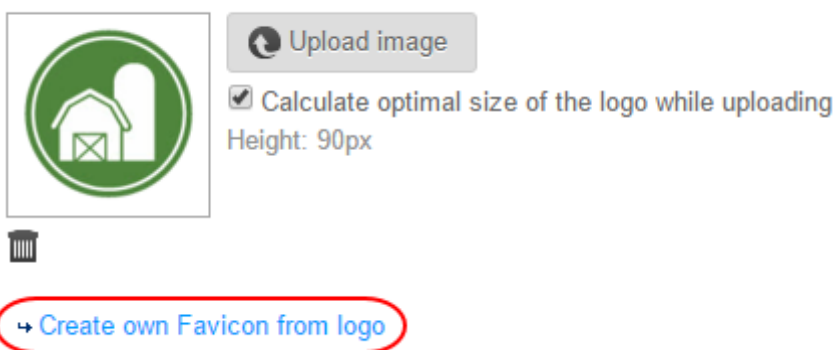 Upload image
Calculate optimal size of the logo while uploading
Height: 90px
Create own Favicon from logo